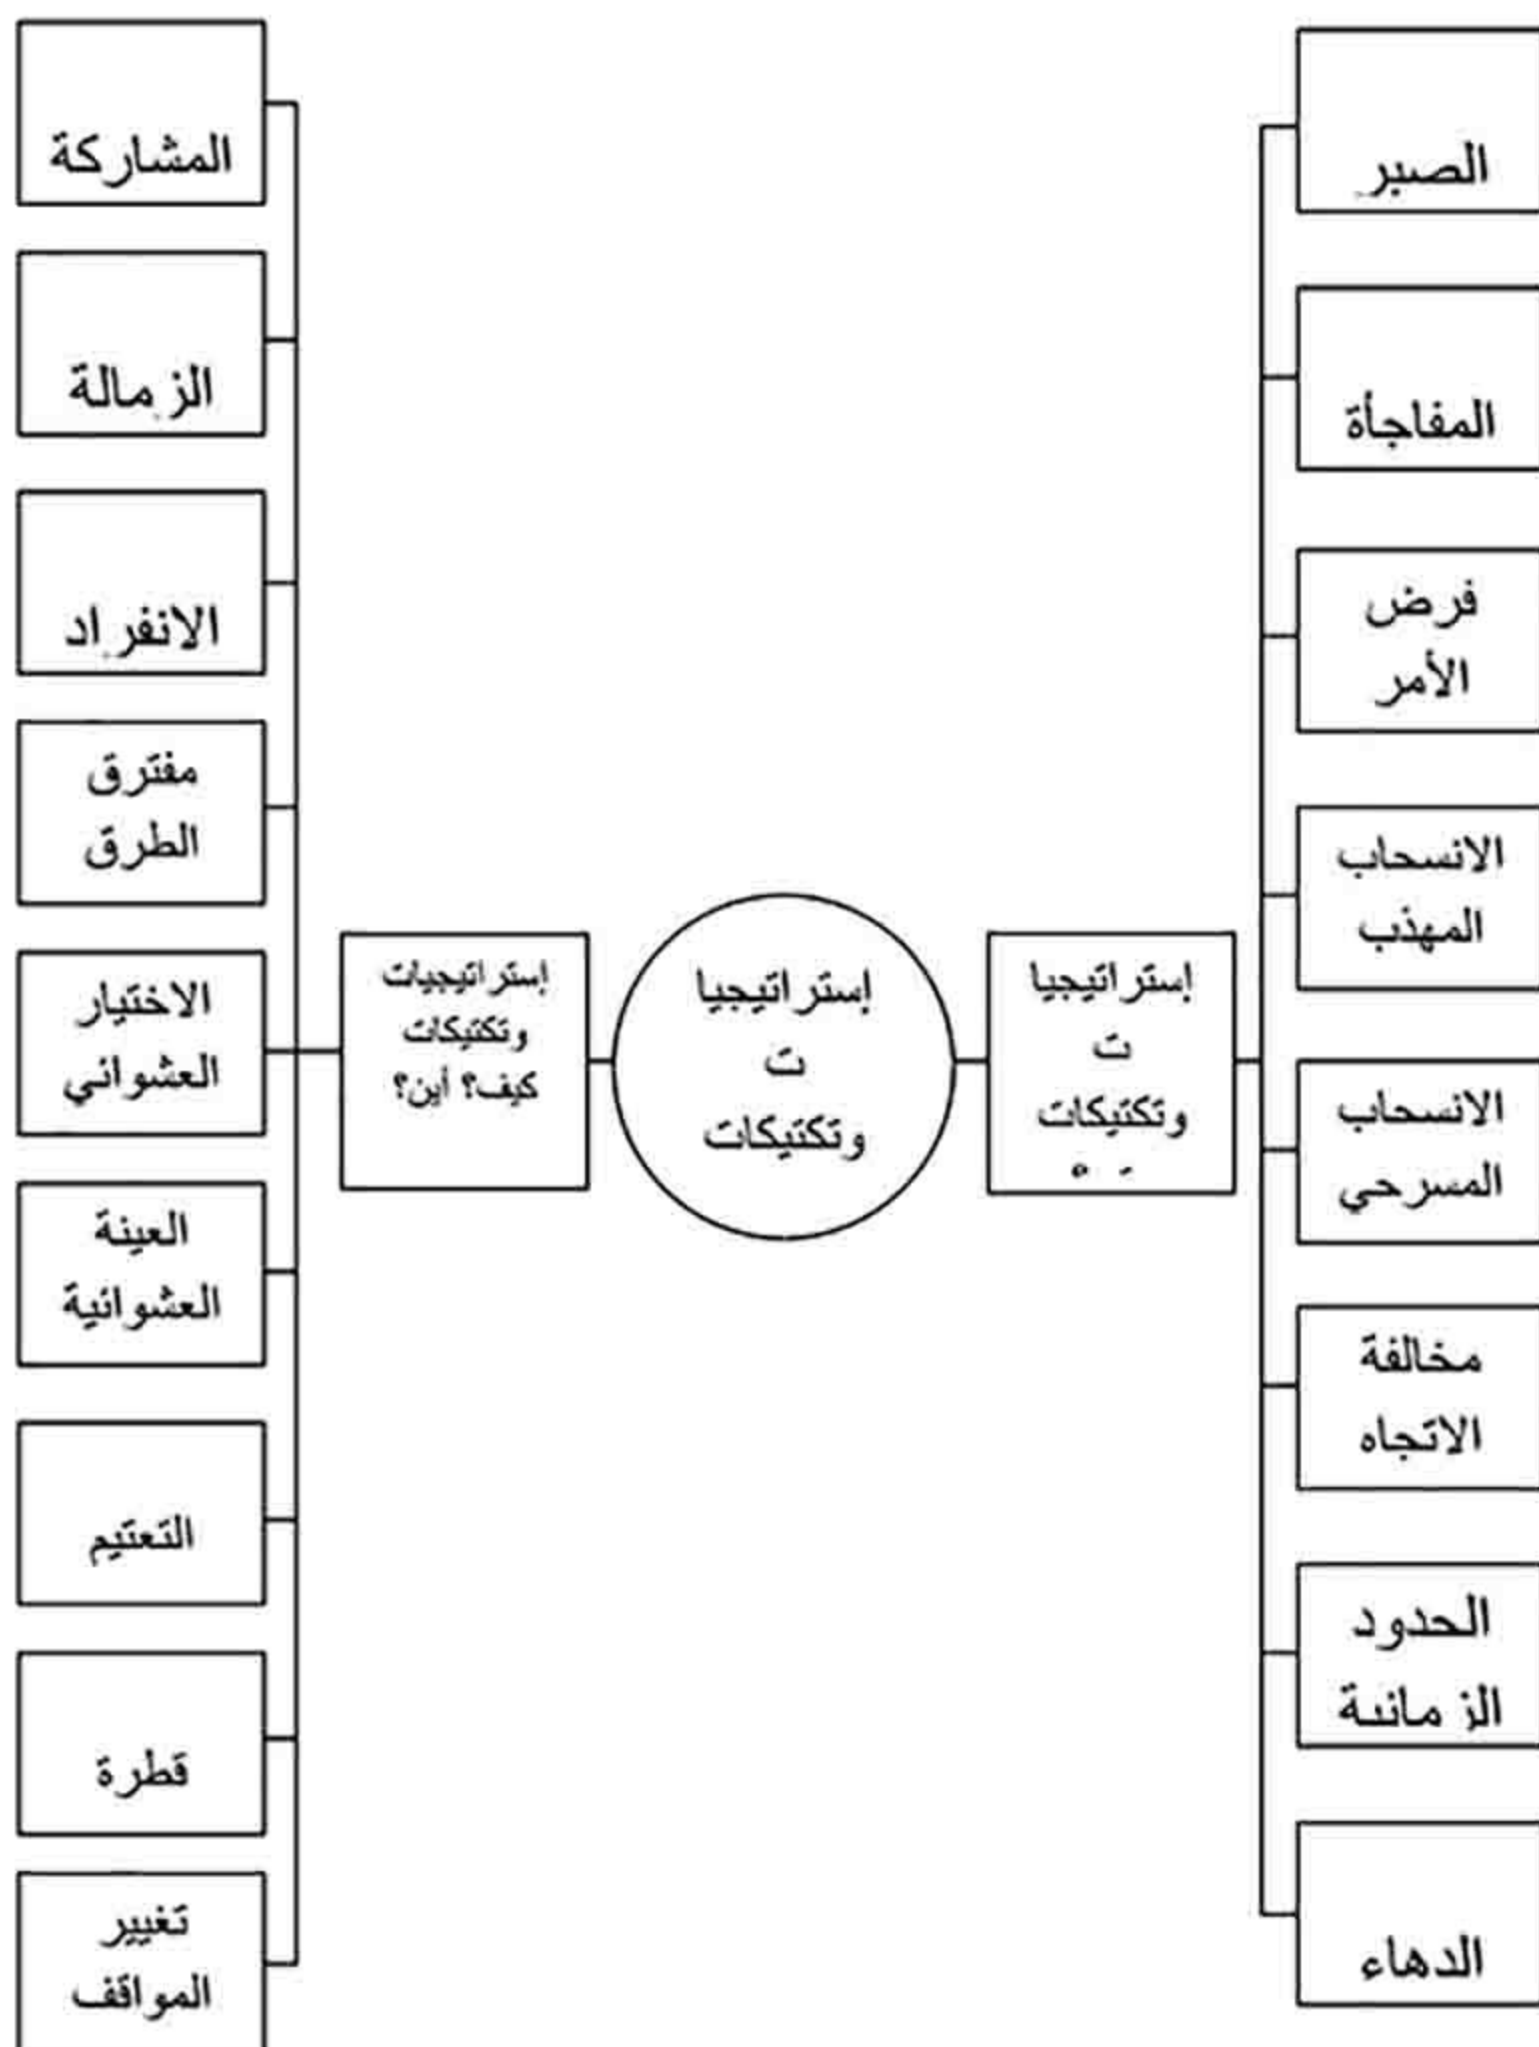 الصبر
المفاجأة
فرض
الأمر
الانسحاب
المهذب
الانسحاب
المسرحي
مخالفة
الاتجاه
الحدود
الزمانية
الدهاء
إستراتيجيا
ت
وتكتيكات
إستراتيجيا
ت
وتكتيكات
إستراتيجيات
وتكتيكات
كيف؟ أين؟
المشاركة
الزمالة
الانفراد
مفترق
الطرق
الاختيار
العشوائي
العينة
العشوائية
التعتيم
قطرة
تغيير
المواقف